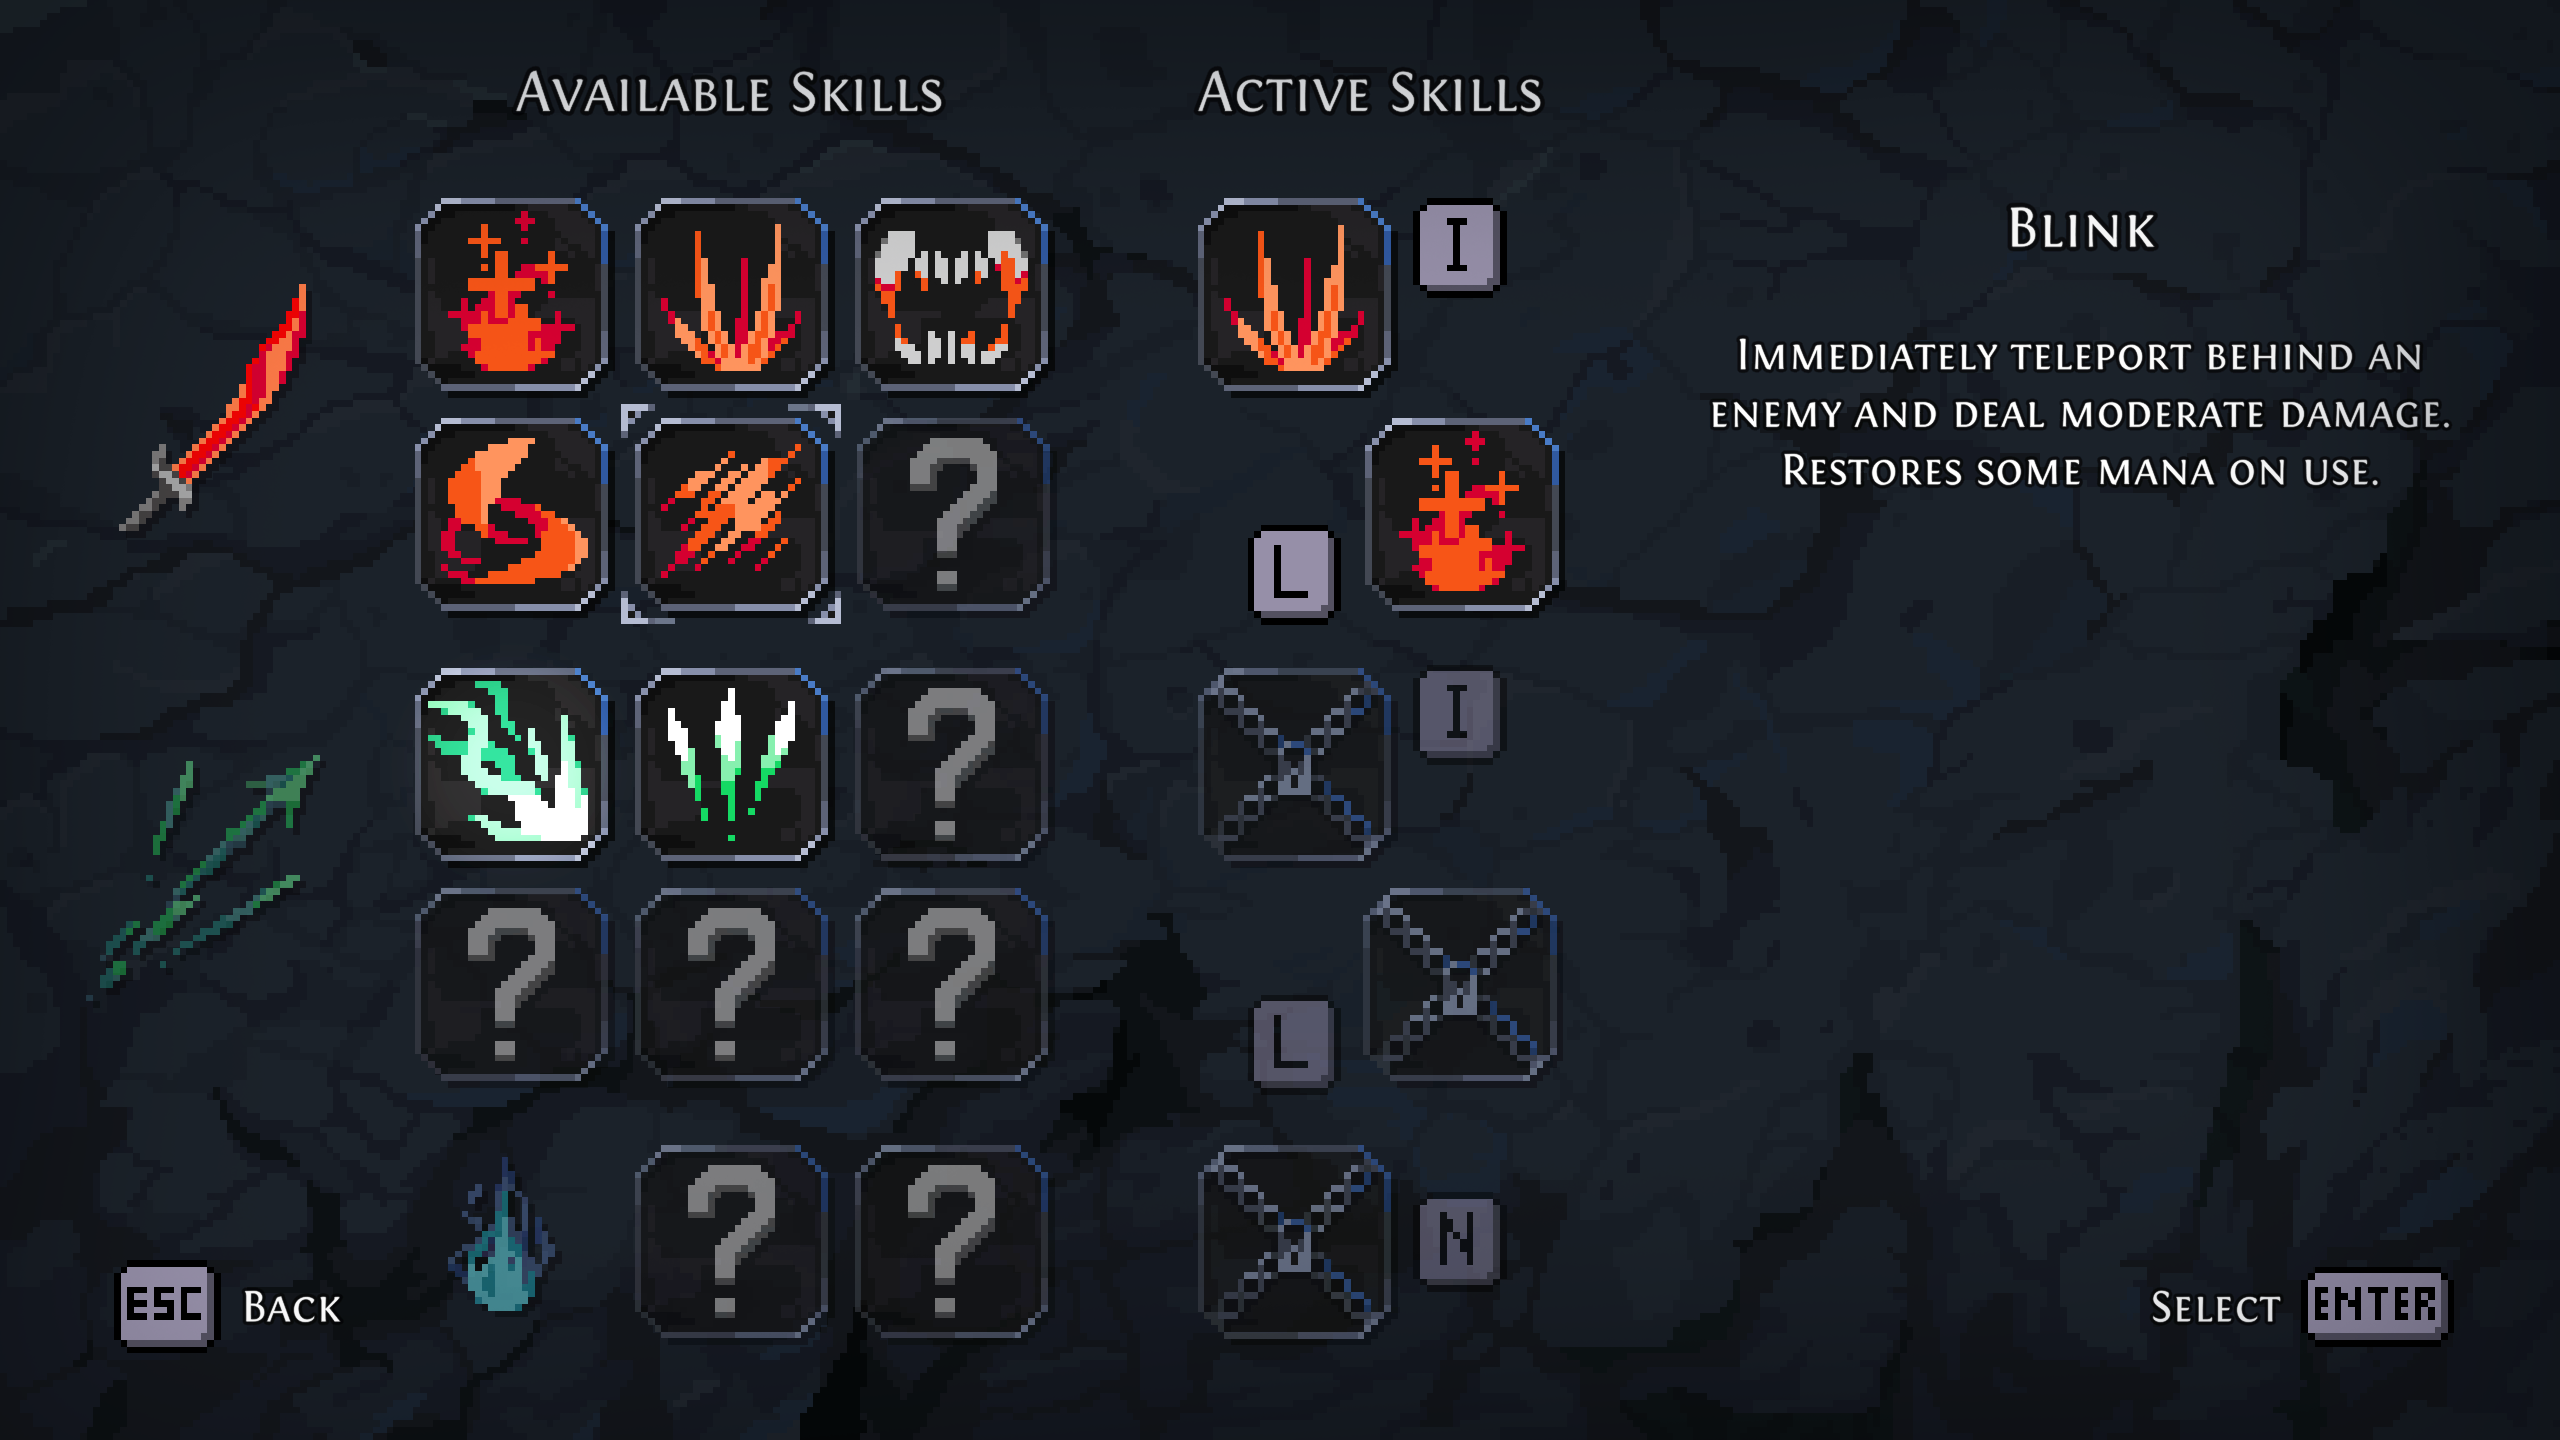 Available Skills
Active Skills
I
Blink
Immediately teleport behind an
enemy and deal moderate damage.
Restores some mana on use.
?
L
?
I
? ? ?
L
? ?
N
ESC Back
Select ENTER